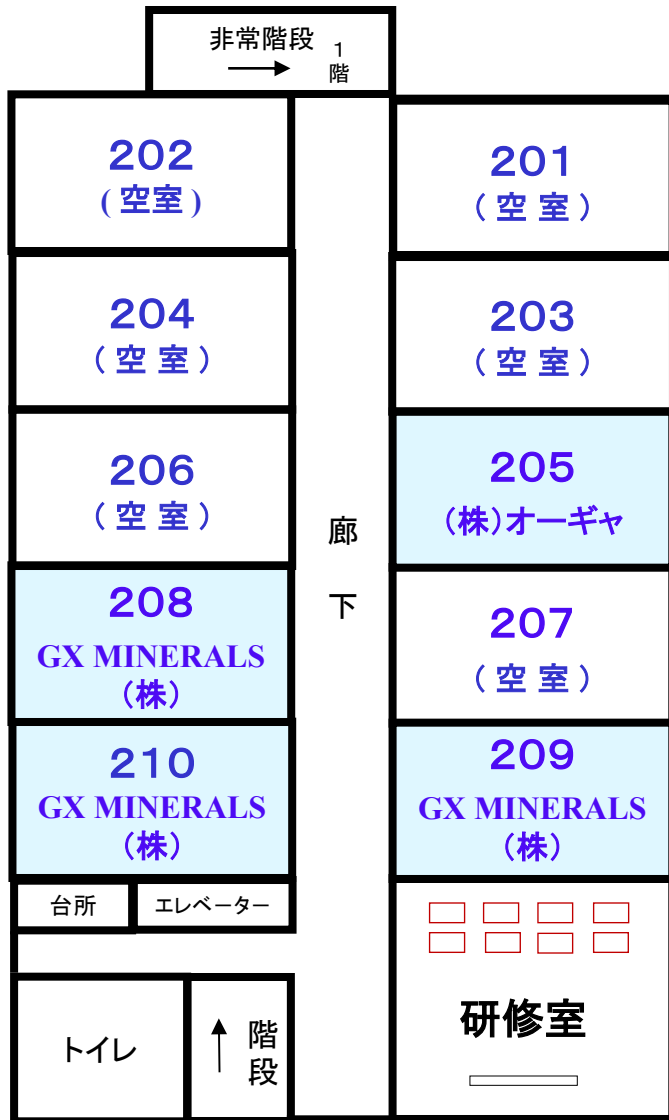 非常階段 1階
202
(空室)
201
(空室)
204
(空室)
203
(空室)
206
(空室)
205
(株)オーギャ
廊下
208
GX MINERALS
(株)
207
(空室)
210
GX MINERALS
(株)
209
GX MINERALS
(株)
台所
エレベーター
研修室
トイレ
階段